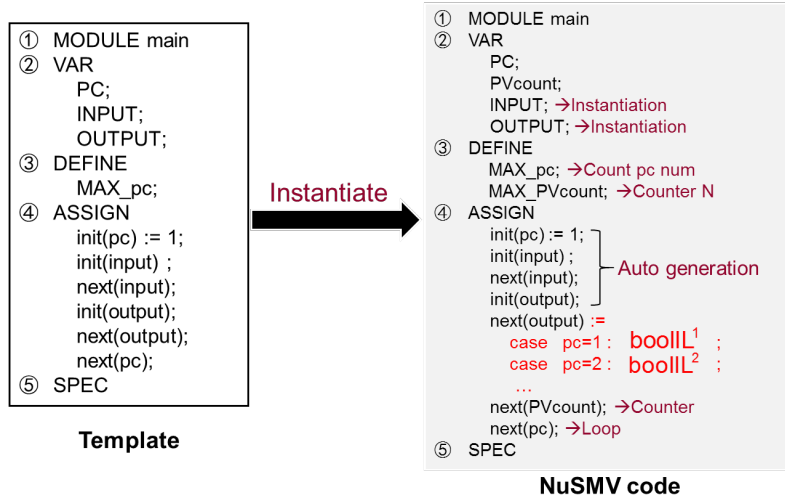 ① MODULE main
② VAR
PC;
INPUT;
OUTPUT;
③ DEFINE
MAX_pc;
④ ASSIGN
init(pc) := 1;
init(input) ;
next(input);
init(output);
next(output);
next(pc);
⑤ SPEC
Template
Instantiate
① MODULE main
② VAR
PC;
PVcount;
INPUT; →Instantiation
OUTPUT; →Instantiation
③ DEFINE
MAX_pc; →Count pc num
MAX_PVcount; →Counter N
④ ASSIGN
init(pc) := 1;
init(input) ;
next(input);
init(output);
Auto generation
next(output) :=
case pc=1 : boolIL¹ ;
case pc=2 : boolIL² ;
...
next(PVcount); →Counter
next(pc); →Loop
⑤ SPEC
NuSMV code